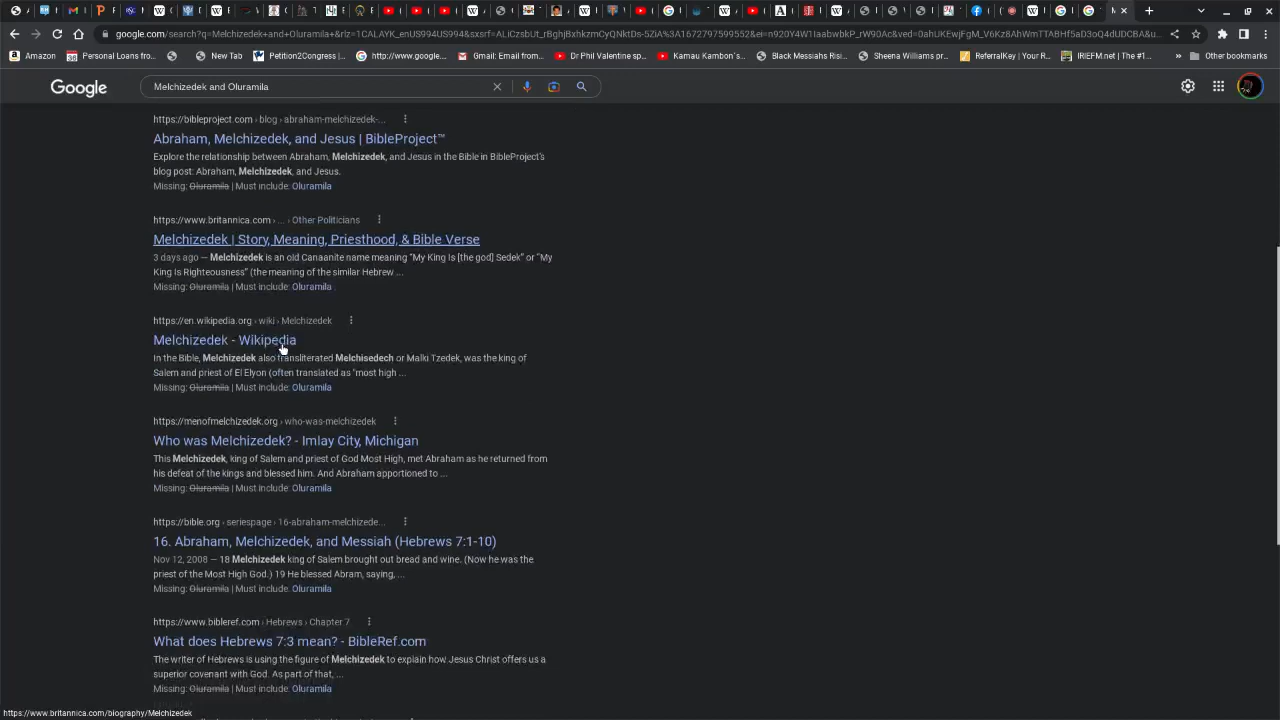 M
google.com/search?q=Melchizedek+and+Oluramila+&rlz=1CALAYK_enUS994US994&sxsrf=
Amazon
Personal Loans fro...
New Tab
Petition2Congress |...
http://www.google...
Gmail: Email from...
Dr Phil Valentine sp...
Kamau Kambon's...
Black Messiahs Risi...
Sheena Williams pr...
ReferralKey | Your R...
IRIEFM.net | The #1...
Other bookmarks
Google
Melchizedek and Oluramila
https://bibleproject.com › blog › abraham-melchizedek-...
Abraham, Melchizedek, and Jesus | BibleProject™
Explore the relationship between Abraham, Melchizedek, and Jesus in the Bible in BibleProject's
blog post: Abraham, Melchizedek, and Jesus.
Missing: Oluramila | Must include: Oluramila
https://www.britannica.com › ... › Other Politicians
Melchizedek | Story, Meaning, Priesthood, & Bible Verse
3 days ago — Melchizedek is an old Canaanite name meaning “My King Is [the god] Sedek” or “My
King Is Righteousness” (the meaning of the similar Hebrew ...
Missing: Oluramila | Must include: Oluramila
https://en.wikipedia.org › wiki › Melchizedek
Melchizedek - Wikipedia
In the Bible, Melchizedek also transliterated Melchisedech or Malki Tzedek, was the king of
Salem and priest of El Elyon (often translated as "most high ...
Missing: Oluramila | Must include: Oluramila
https://menofmelchizedek.org › who-was-melchizedek
Who was Melchizedek? - Imlay City, Michigan
This Melchizedek, king of Salem and priest of God Most High, met Abraham as he returned from
his defeat of the kings and blessed him. And Abraham apportioned to ...
Missing: Oluramila | Must include: Oluramila
https://bible.org › seriespage › 16-abraham-melchizede...
16. Abraham, Melchizedek, and Messiah (Hebrews 7:1-10)
Nov 12, 2008 — 18 Melchizedek king of Salem brought out bread and wine. (Now he was the
priest of the Most High God.) 19 He blessed Abram, saying, ...
Missing: Oluramila | Must include: Oluramila
https://www.bibleref.com › Hebrews › Chapter 7
What does Hebrews 7:3 mean? - BibleRef.com
The writer of Hebrews is using the figure of Melchizedek to explain how Jesus Christ offers us a
superior covenant with God. As part of that, ...
Missing: Oluramila | Must include: Oluramila
https://www.britannica.com/biography/Melchizedek